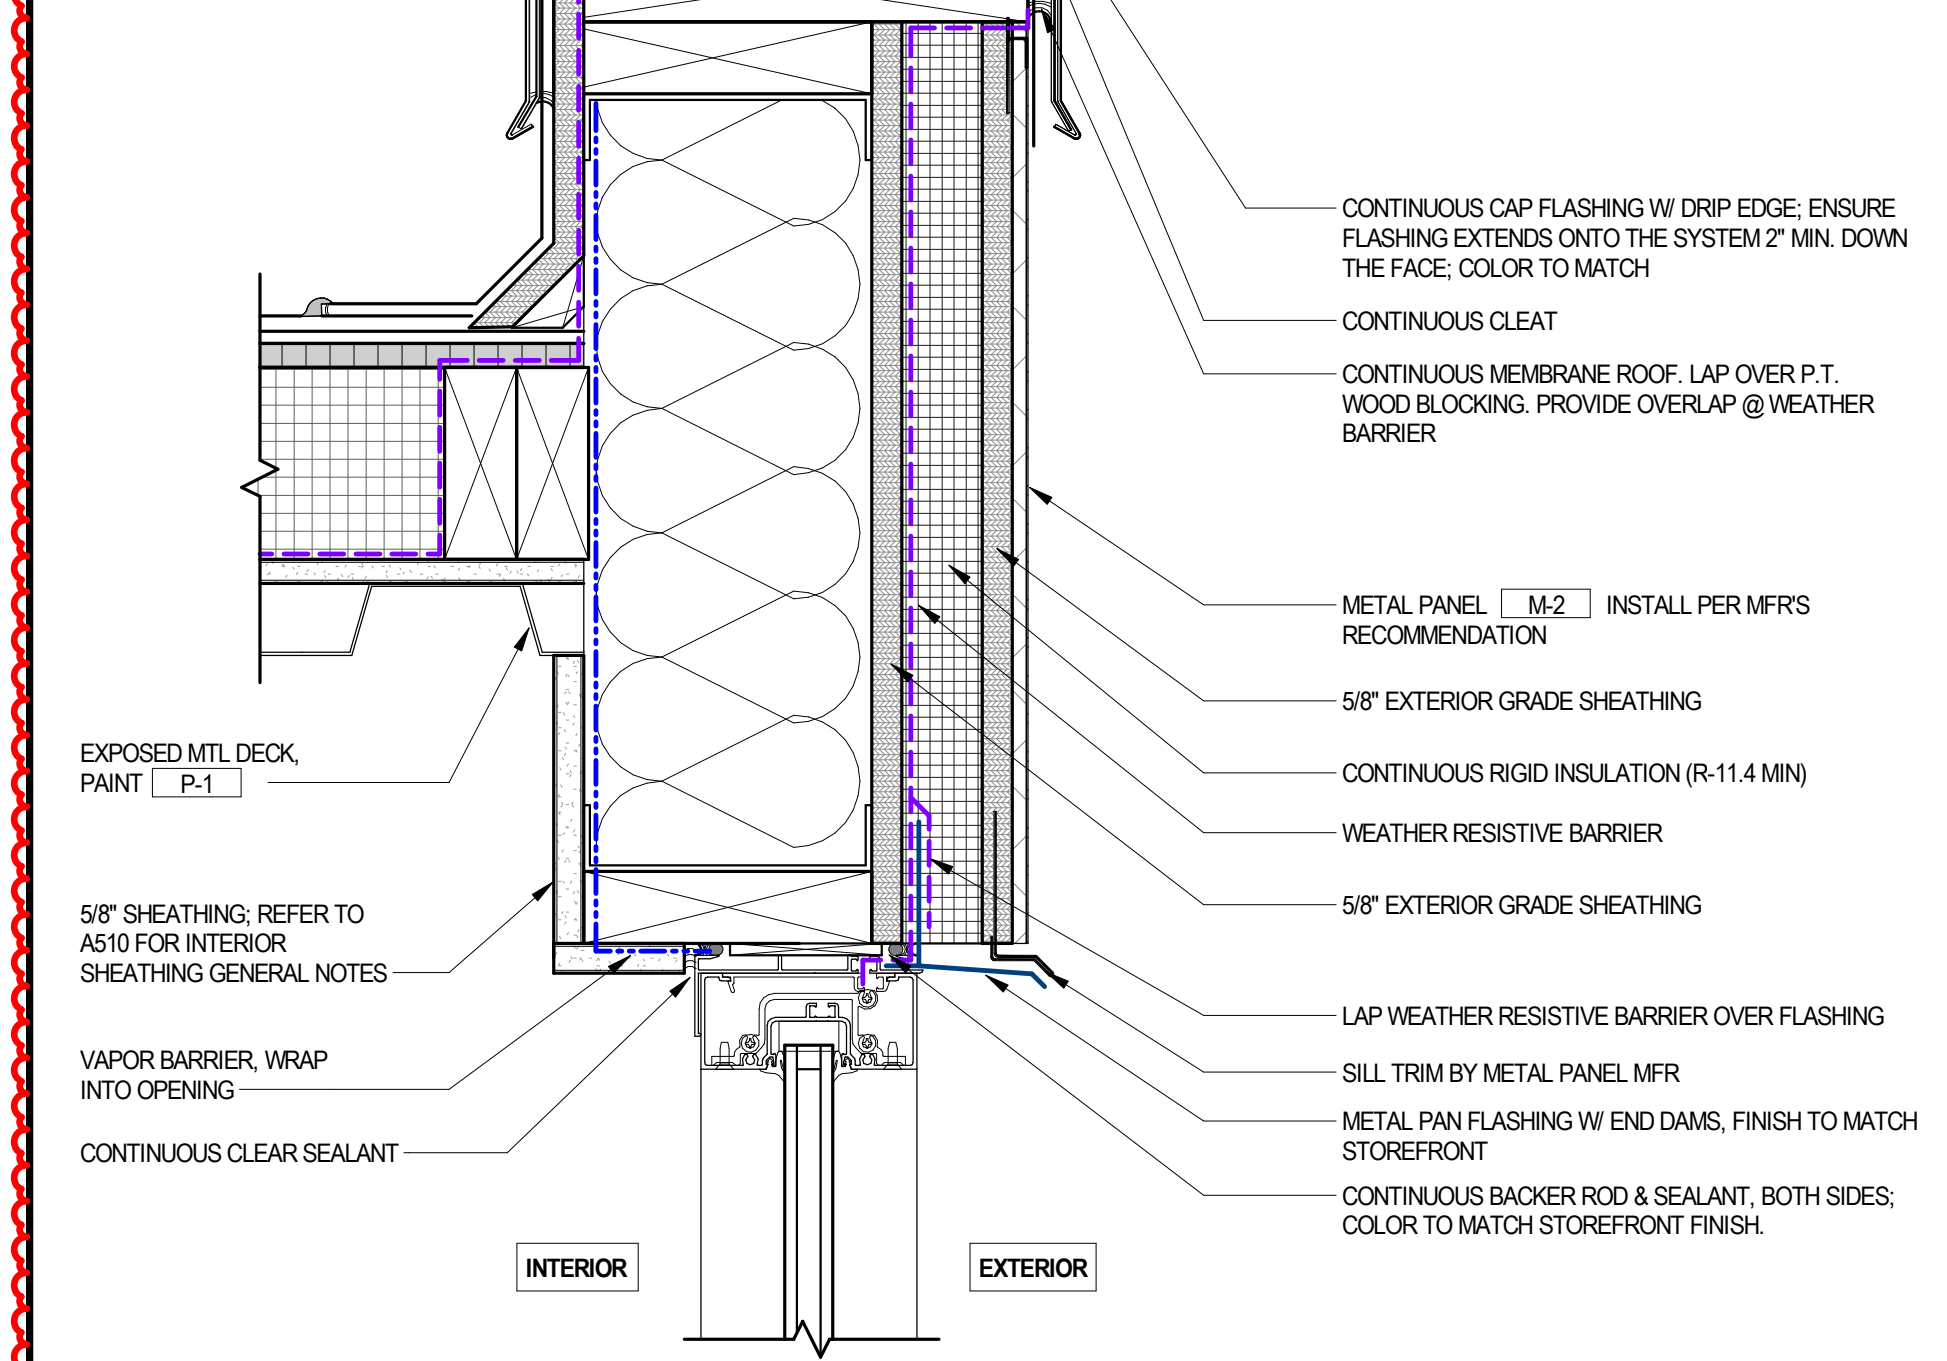 CONTINUOUS CAP FLASHING W/ DRIP EDGE; ENSURE
FLASHING EXTENDS ONTO THE SYSTEM 2" MIN. DOWN
THE FACE; COLOR TO MATCH
CONTINUOUS CLEAT
CONTINUOUS MEMBRANE ROOF. LAP OVER P.T.
WOOD BLOCKING. PROVIDE OVERLAP @ WEATHER
BARRIER
METAL PANEL M-2 INSTALL PER MFR'S
RECOMMENDATION
5/8" EXTERIOR GRADE SHEATHING
CONTINUOUS RIGID INSULATION (R-11.4 MIN)
WEATHER RESISTIVE BARRIER
5/8" EXTERIOR GRADE SHEATHING
LAP WEATHER RESISTIVE BARRIER OVER FLASHING
SILL TRIM BY METAL PANEL MFR
METAL PAN FLASHING W/ END DAMS, FINISH TO MATCH
STOREFRONT
CONTINUOUS BACKER ROD & SEALANT, BOTH SIDES;
COLOR TO MATCH STOREFRONT FINISH.
EXPOSED MTL DECK,
PAINT P-1
5/8" SHEATHING; REFER TO
A510 FOR INTERIOR
SHEATHING GENERAL NOTES
VAPOR BARRIER, WRAP
INTO OPENING
CONTINUOUS CLEAR SEALANT
INTERIOR
EXTERIOR